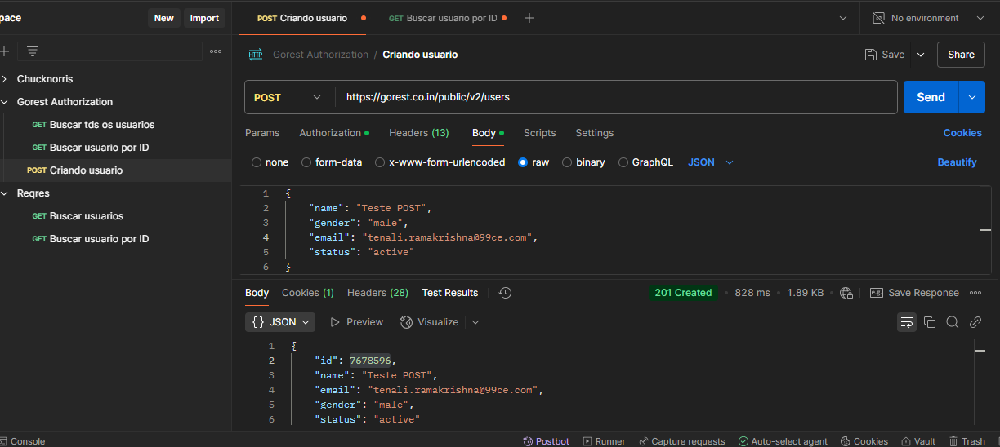 pace New Import
POST Criando usuario GET Buscar usuario por ID No environment
Chucknorris
Gorest Authorization
GET Buscar tds os usuarios
GET Buscar usuario por ID
POST Criando usuario
Reqres
GET Buscar usuarios
GET Buscar usuario por ID
HTTP Gorest Authorization / Criando usuario Save Share
POST https://gorest.co.in/public/v2/users Send
Params Authorization Headers (13) Body Scripts Settings Cookies
none form-data x-www-form-urlencoded raw binary GraphQL JSON Beautify
1 {
2 "name": "Teste POST",
3 "gender": "male",
4 "email": "tenali.ramakrishna@99ce.com",
5 "status": "active"
6 }
Body Cookies (1) Headers (28) Test Results 201 Created 828 ms 1.89 KB e.g. Save Response
{} JSON Preview Visualize
1 {
2 "id": 7678596,
3 "name": "Teste POST",
4 "email": "tenali.ramakrishna@99ce.com",
5 "gender": "male",
6 "status": "active"
Console Postbot Runner Capture requests Auto-select agent Cookies Vault Trash